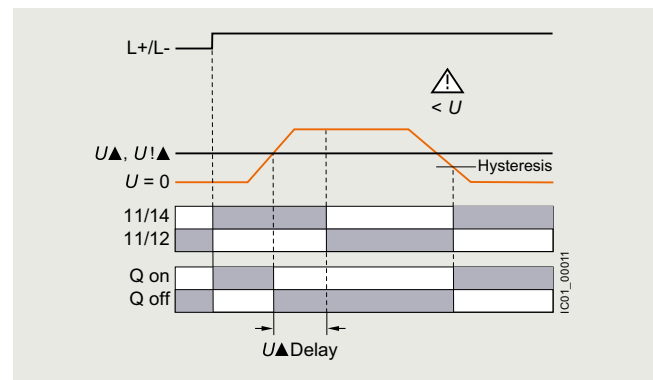 L+/L-
< U
U▲, U!▲
Hysteresis
U = 0
11/14
11/12
Q on
Q off
U▲Delay
IC01_00011